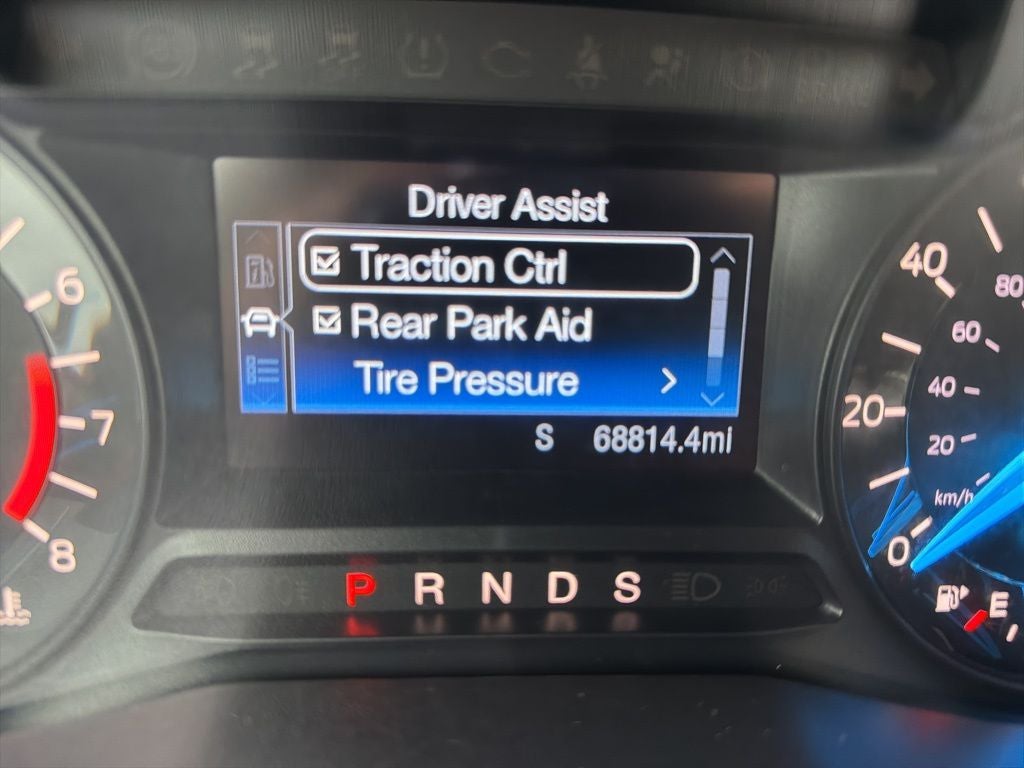 Driver Assist
Traction Ctrl
Rear Park Aid
Tire Pressure
S 68814.4mi
P R N D S
6
7
8
40
20
0
80
60
40
20
km/h
E